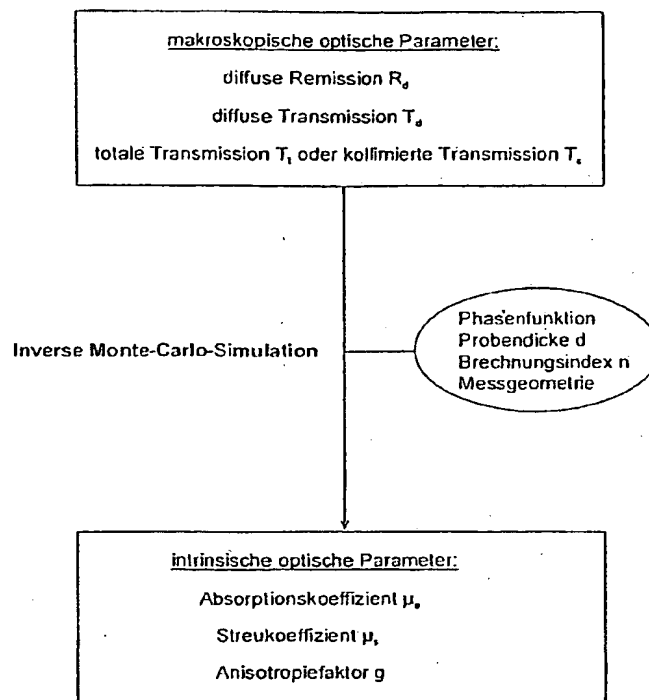 makroskopische optische Parameter:
diffuse Remission R_d
diffuse Transmission T_d
totale Transmission T_t oder kollimierte Transmission T_c
Inverse Monte-Carlo-Simulation
Phasenfunktion
Probendicke d
Brechnungsindex n
Messgeometrie
intrinsische optische Parameter:
Absorptionskoeffizient μ_a
Streukoeffizient μ_s
Anisotropiefaktor g